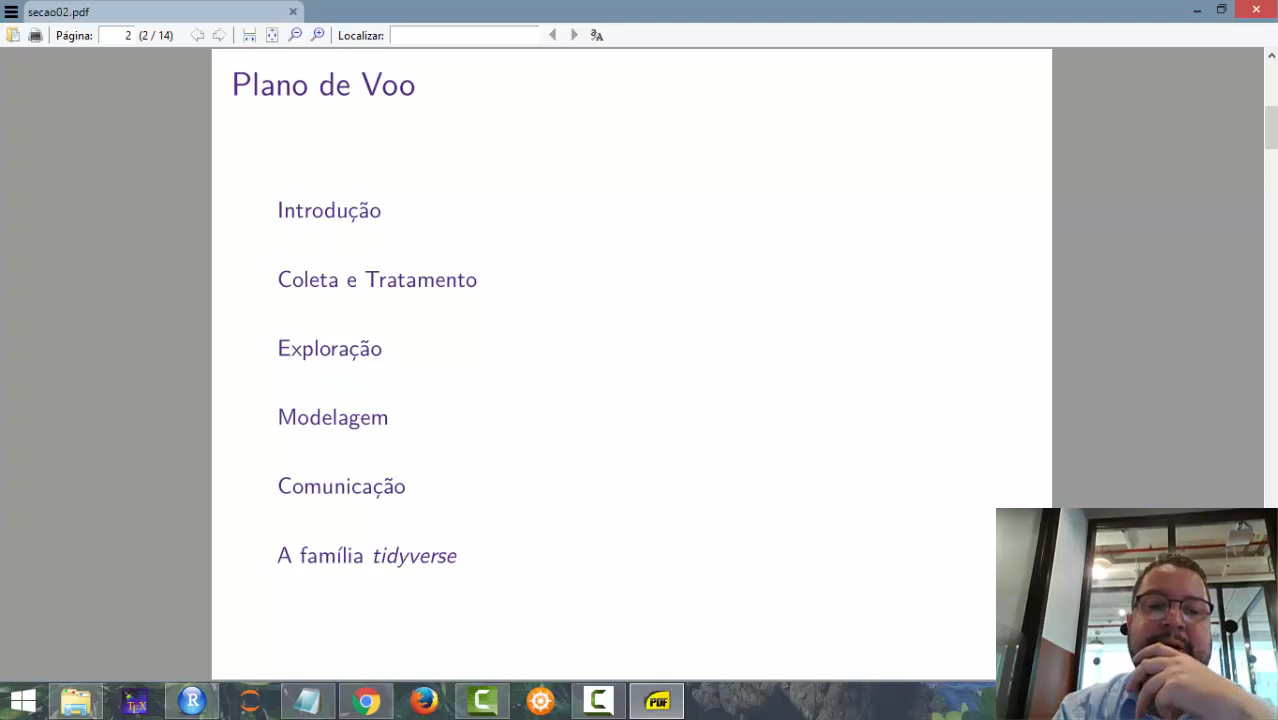 secao02.pdf
Página: 2 (2 / 14) Localizar:
Plano de Voo
Introdução
Coleta e Tratamento
Exploração
Modelagem
Comunicação
A família tidyverse